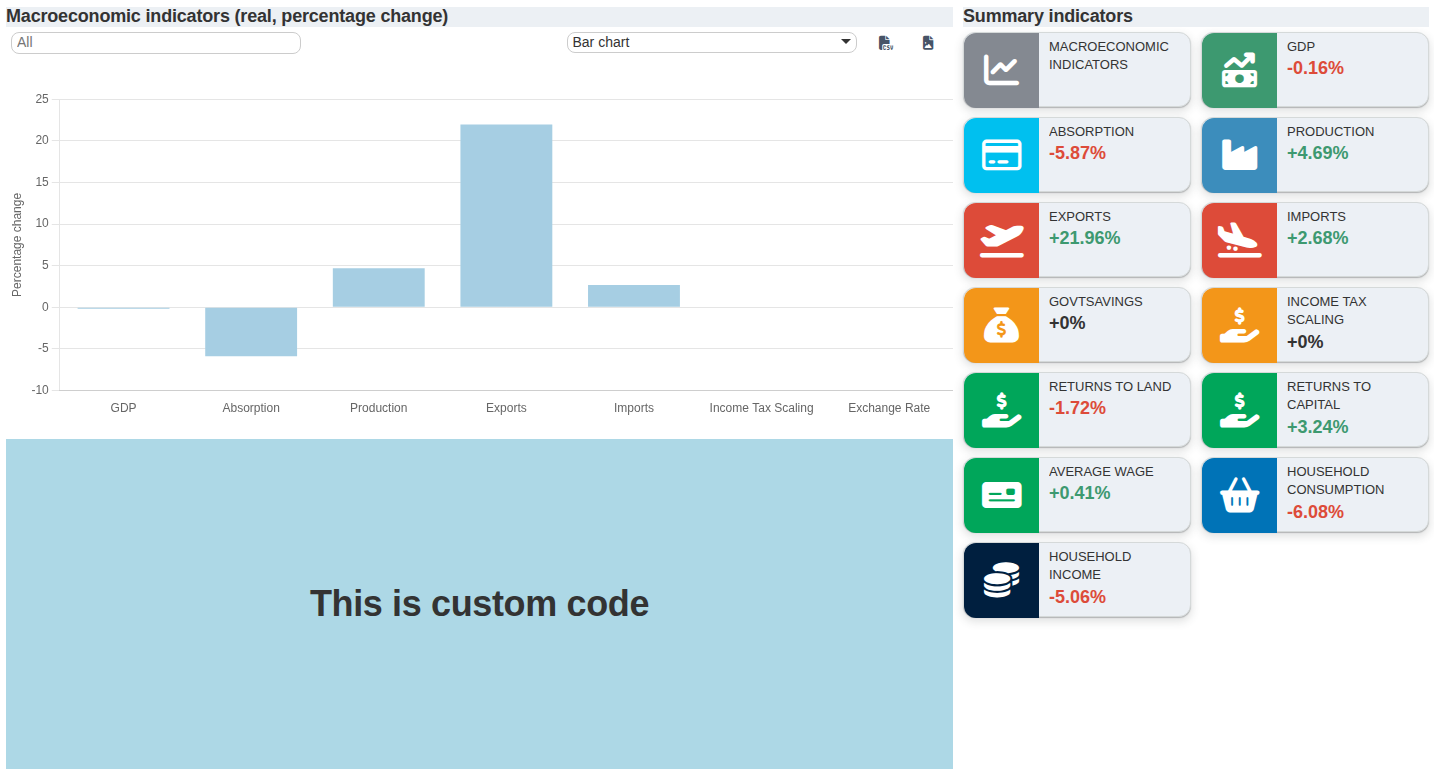 Macroeconomic indicators (real, percentage change)
All
Bar chart
CSV
25
20
15
10
5
0
-5
-10
Percentage change
GDP
Absorption
Production
Exports
Imports
Income Tax Scaling
Exchange Rate
This is custom code
Summary indicators
MACROECONOMIC
INDICATORS
GDP
-0.16%
ABSORPTION
-5.87%
PRODUCTION
+4.69%
EXPORTS
+21.96%
IMPORTS
+2.68%
GOVTSAVINGS
+0%
INCOME TAX
SCALING
+0%
RETURNS TO LAND
-1.72%
RETURNS TO
CAPITAL
+3.24%
AVERAGE WAGE
+0.41%
HOUSEHOLD
CONSUMPTION
-6.08%
HOUSEHOLD
INCOME
-5.06%